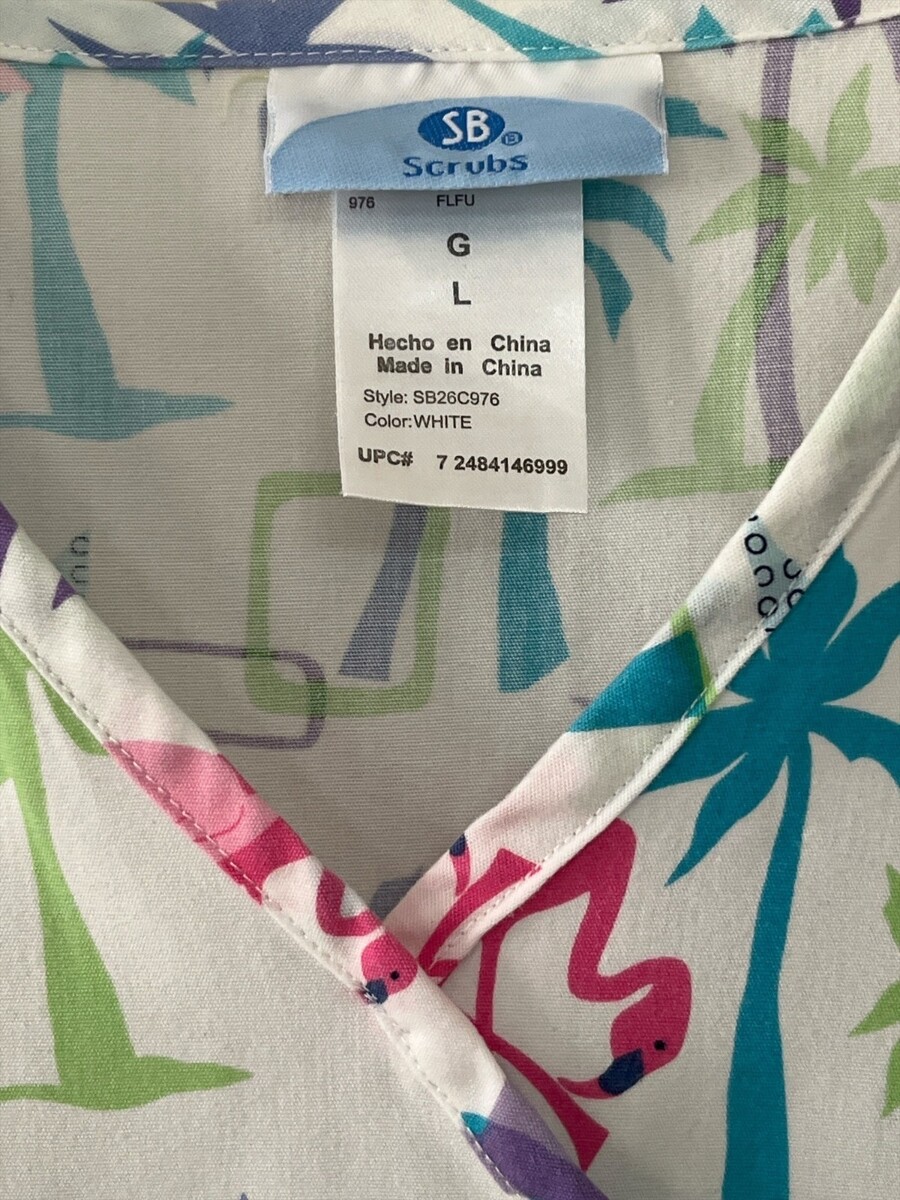 SB®
Scrubs
976 FLFU
G
L
Hecho en China
Made in China
Style: SB26C976
Color:WHITE
UPC# 7 2484146999